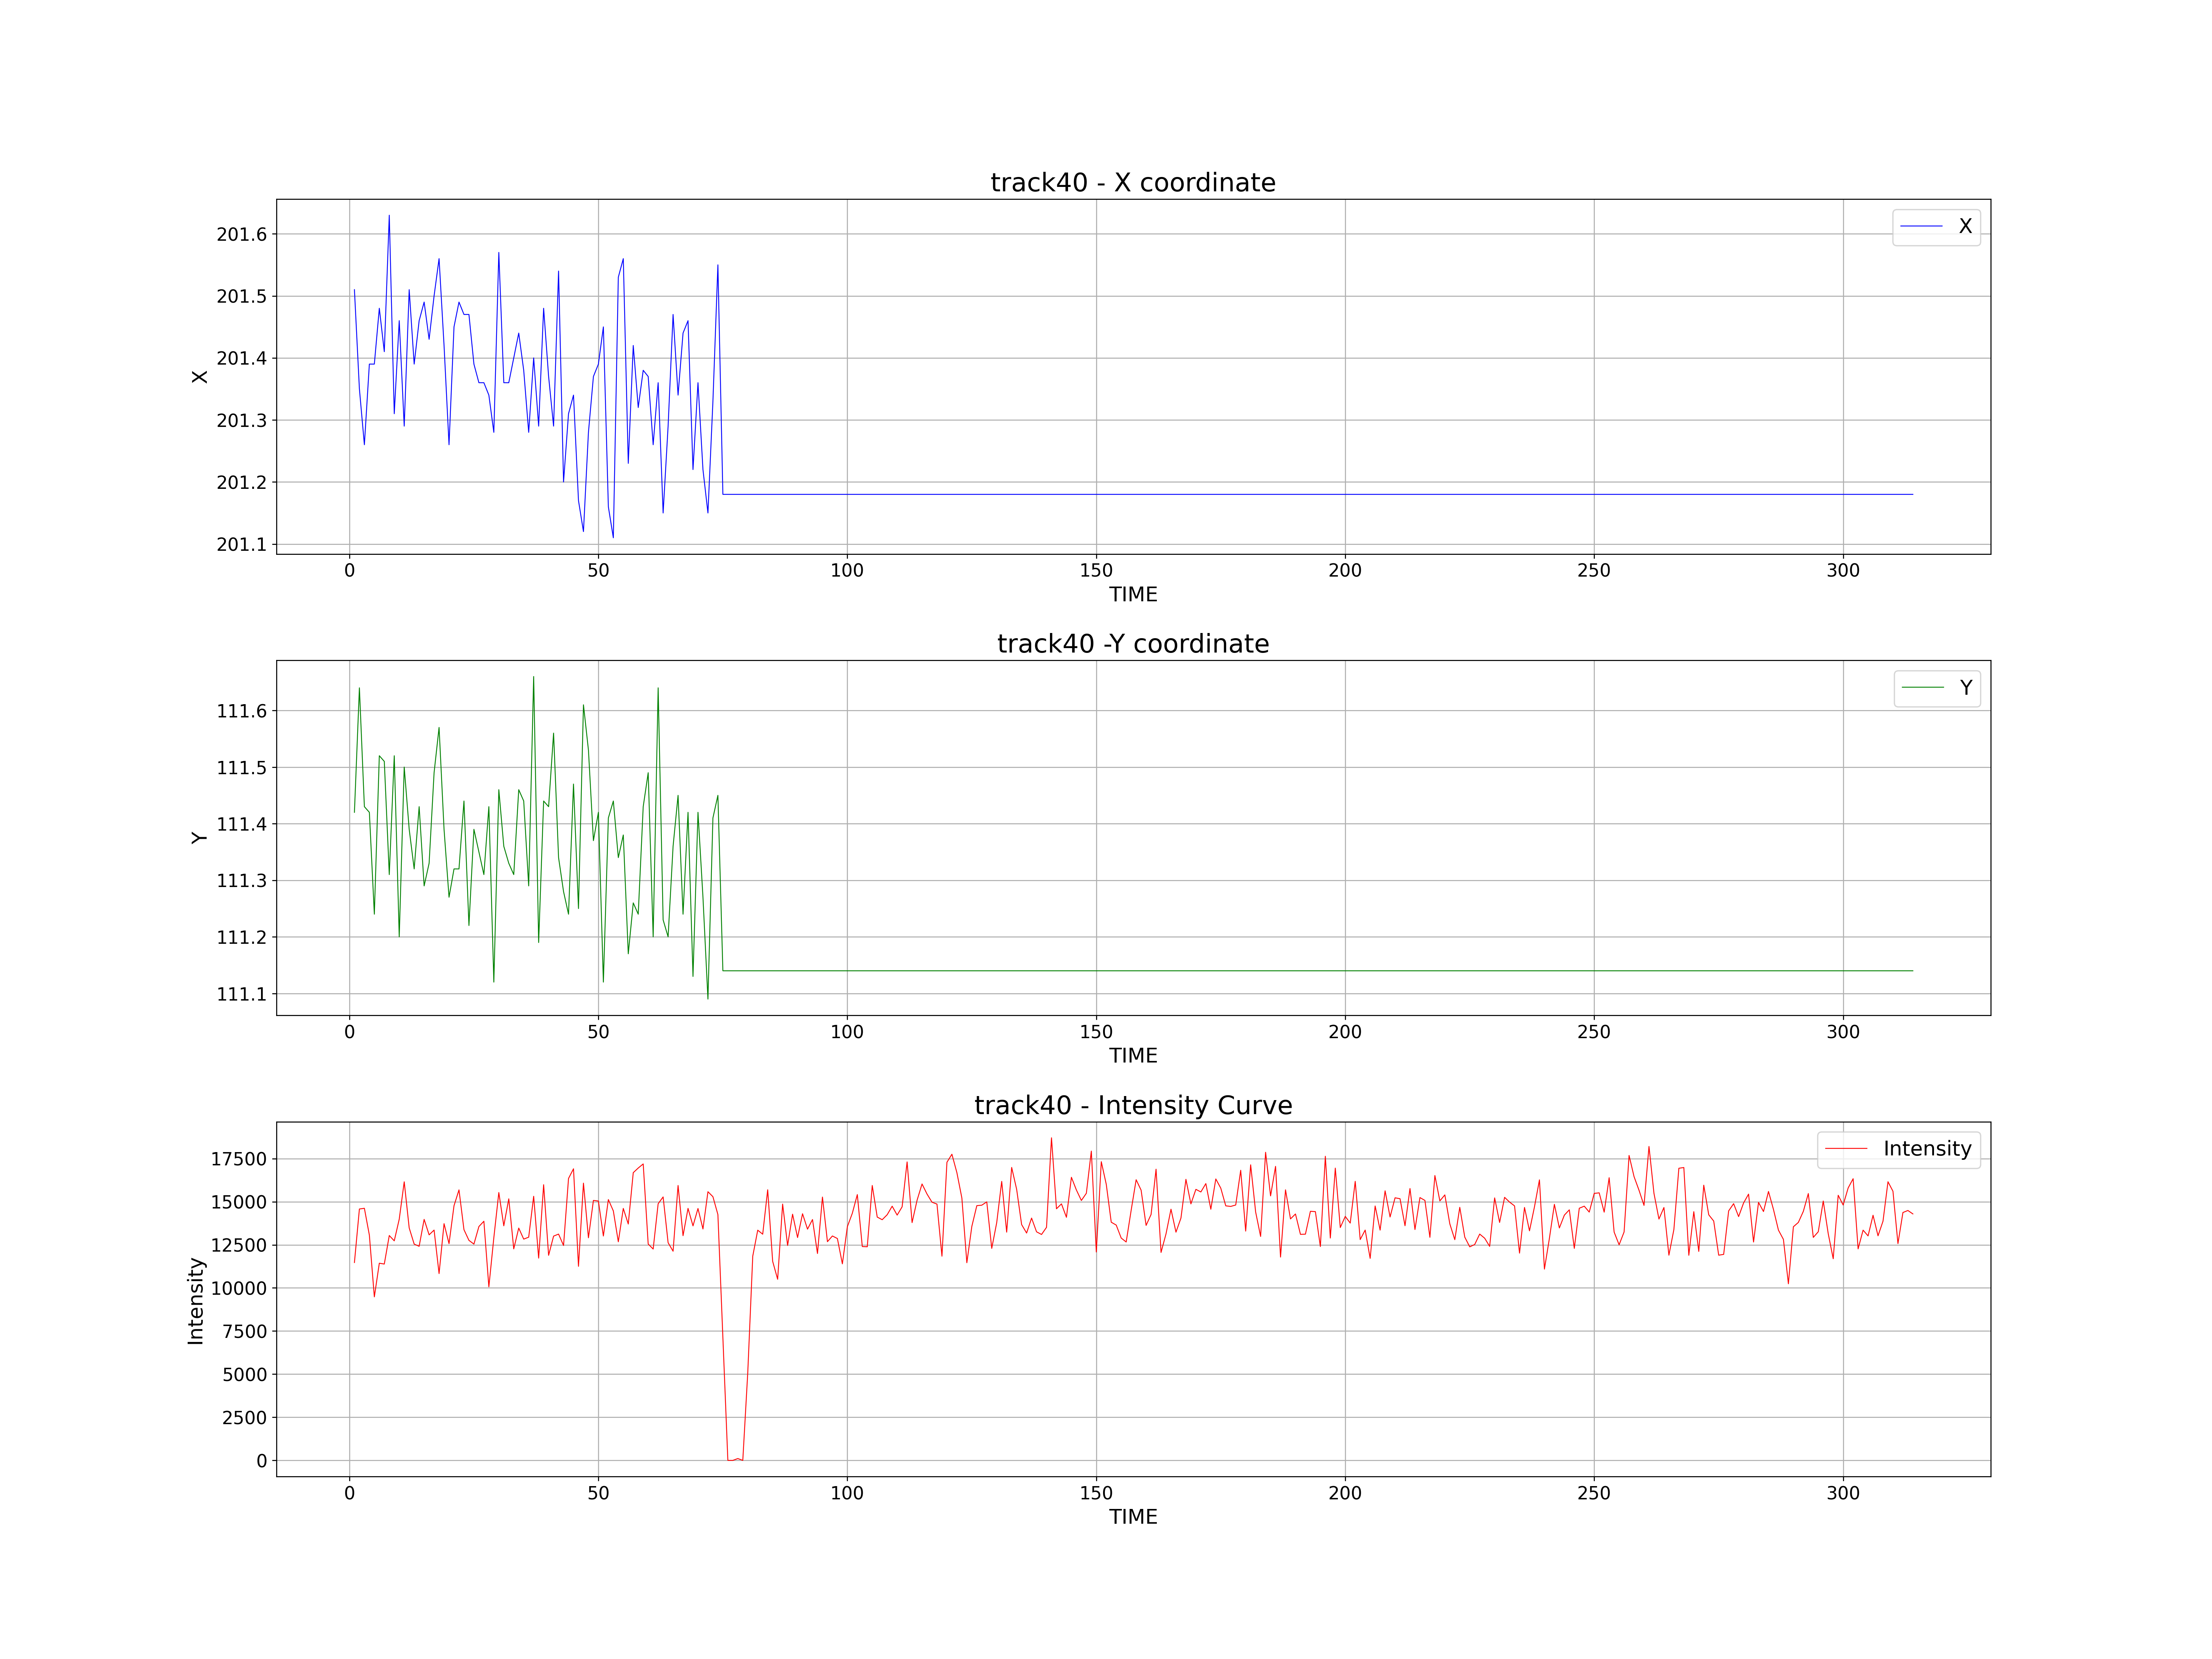 track40 - X coordinate
X
201.6
201.5
201.4
201.3
201.2
201.1
X
0 50 100 150 200 250 300
TIME
track40 -Y coordinate
Y
111.6
111.5
111.4
111.3
111.2
111.1
Y
0 50 100 150 200 250 300
TIME
track40 - Intensity Curve
Intensity
17500
15000
12500
10000
7500
5000
2500
0
Intensity
0 50 100 150 200 250 300
TIME